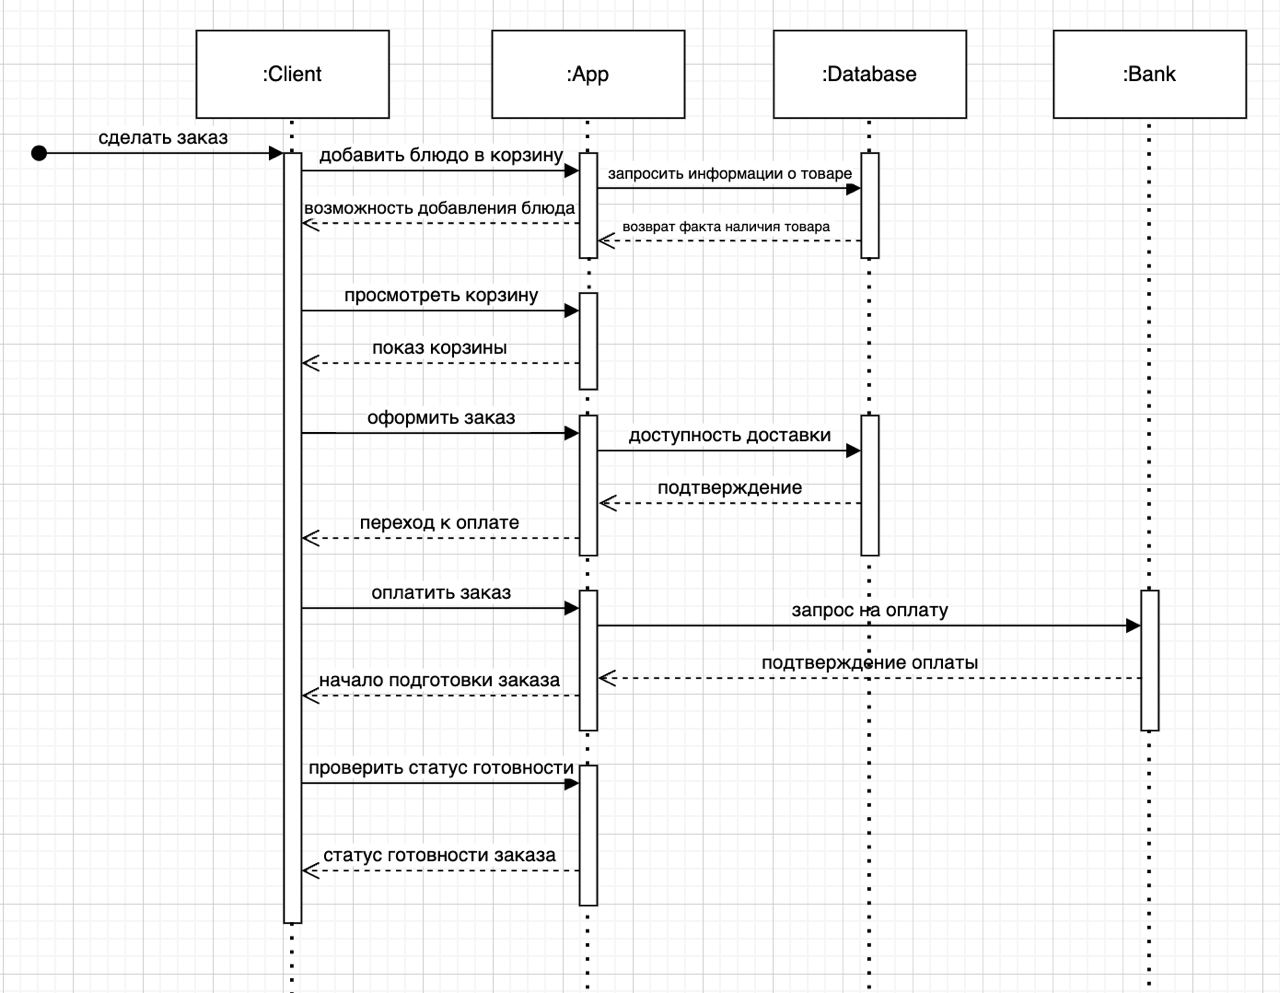 :Client
:App
:Database
:Bank
сделать заказ
добавить блюдо в корзину
запросить информации о товаре
возможность добавления блюда
возврат факта наличия товара
просмотреть корзину
показ корзины
оформить заказ
доступность доставки
подтверждение
переход к оплате
оплатить заказ
запрос на оплату
подтверждение оплаты
начало подготовки заказа
проверить статус готовности
статус готовности заказа